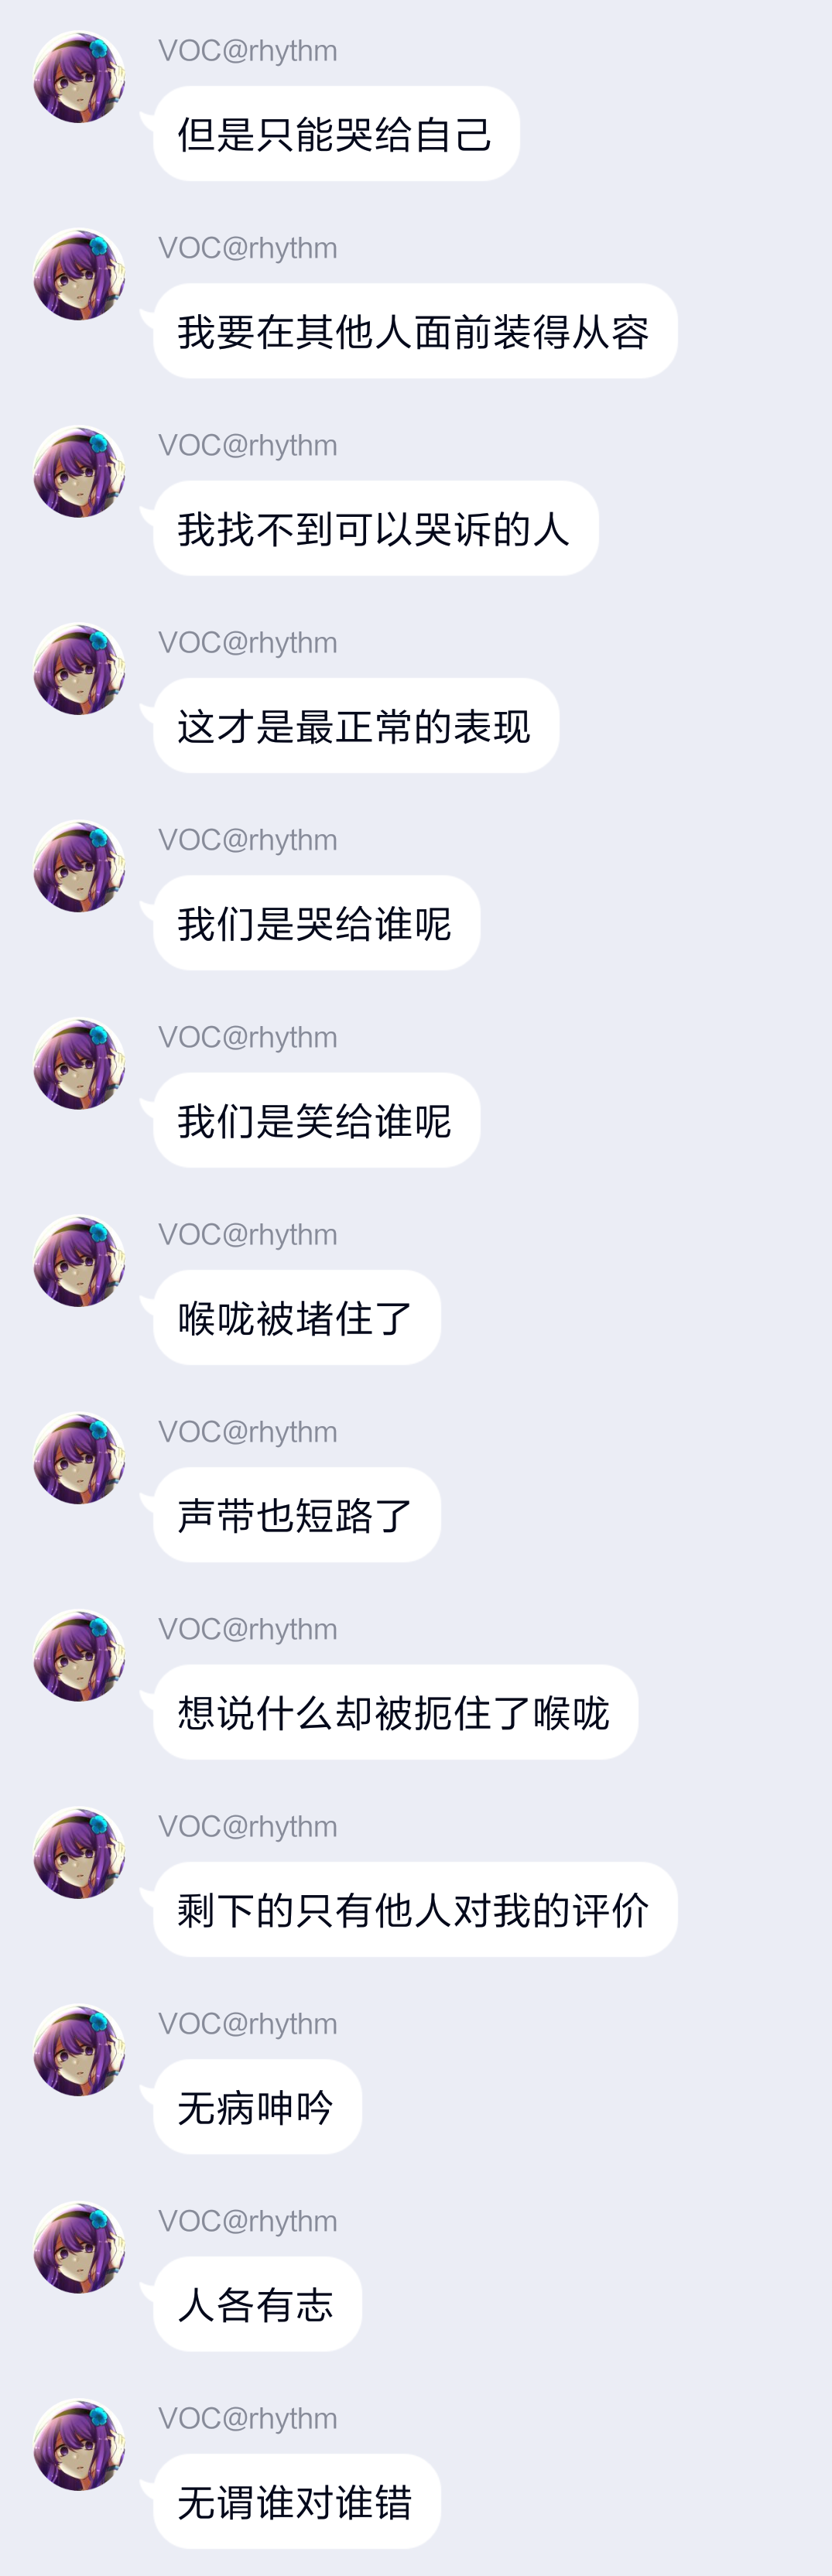 VOC@rhythm
但是只能哭给自己
VOC@rhythm
我要在其他人面前装得从容
VOC@rhythm
我找不到可以哭诉的人
VOC@rhythm
这才是最正常的表现
VOC@rhythm
我们是哭给谁呢
VOC@rhythm
我们是笑给谁呢
VOC@rhythm
喉咙被堵住了
VOC@rhythm
声带也短路了
VOC@rhythm
想说什么却被扼住了喉咙
VOC@rhythm
剩下的只有他人对我的评价
VOC@rhythm
无病呻吟
VOC@rhythm
人各有志
VOC@rhythm
无谓谁对谁错